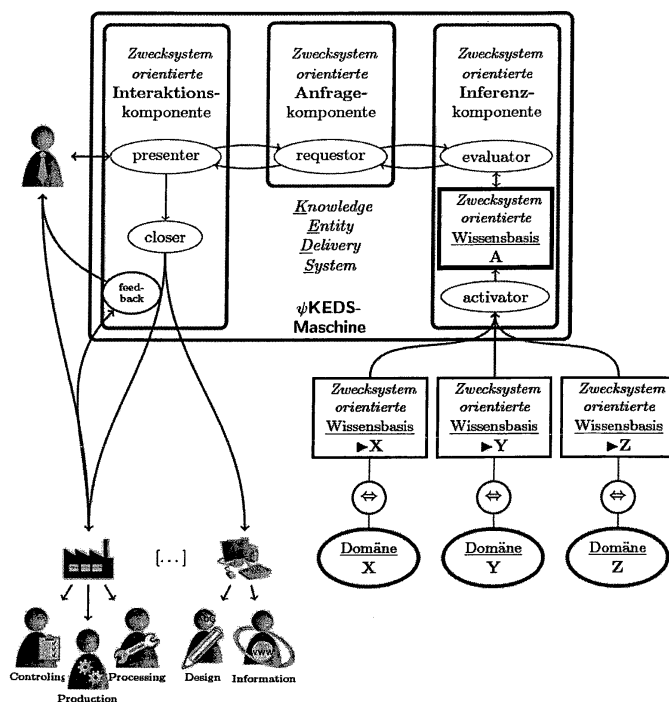 Zwecksystem
orientierte
Interaktions-
komponente
Zwecksystem
orientierte
Anfrage-
komponente
Zwecksystem
orientierte
Inferenz-
komponente
presenter
requestor
evaluator
closer
feed-
back
Knowledge
Entity
Delivery
System
ψKEDS-
Maschine
Zwecksystem
orientierte
Wissensbasis
A
activator
Zwecksystem
orientierte
Wissensbasis
►X
Zwecksystem
orientierte
Wissensbasis
►Y
Zwecksystem
orientierte
Wissensbasis
►Z
⇔
⇔
⇔
Domäne
X
Domäne
Y
Domäne
Z
[...]
Controling
Production
Processing
Design
Information
www